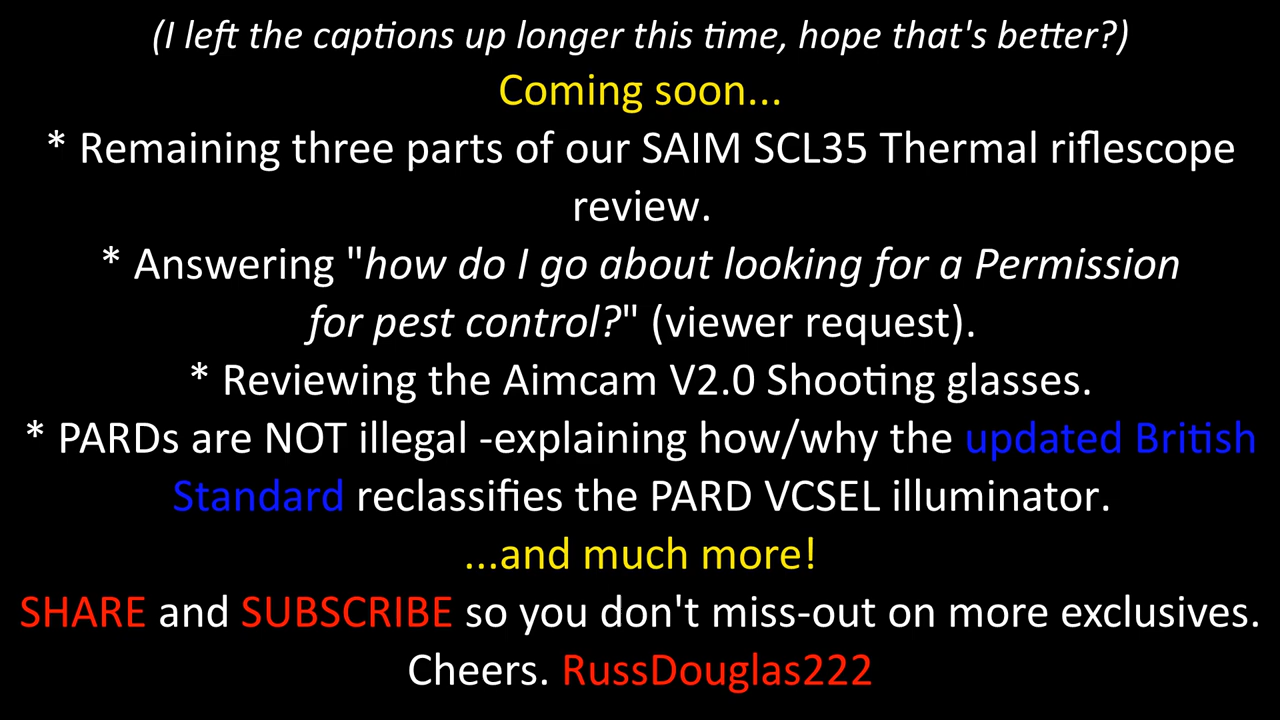 (I left the captions up longer this time, hope that's better?)
Coming soon...
* Remaining three parts of our SAIM SCL35 Thermal riflescope
review.
* Answering "how do I go about looking for a Permission
for pest control?" (viewer request).
* Reviewing the Aimcam V2.0 Shooting glasses.
* PARDs are NOT illegal -explaining how/why the updated British
Standard reclassifies the PARD VCSEL illuminator.
...and much more!
SHARE and SUBSCRIBE so you don't miss-out on more exclusives.
Cheers. RussDouglas222